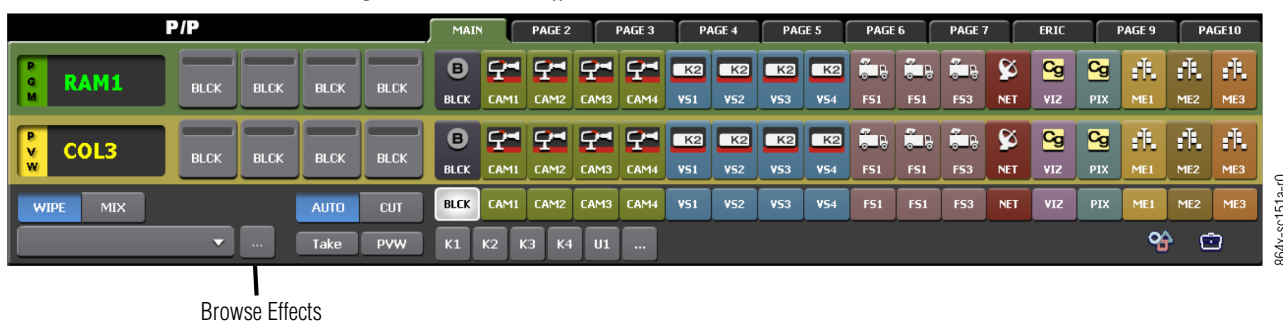 P/P MAIN PAGE 2 PAGE 3 PAGE 4 PAGE 5 PAGE 6 PAGE 7 ERIC PAGE 9 PAGE10
B K2 K2 K2 K2 Cg Cg
PGM RAM1 BLCK BLCK BLCK BLCK BLCK CAM1 CAM2 CAM3 CAM4 VS1 VS2 VS3 VS4 FS1 FS1 FS3 NET VIZ PIX ME1 ME2 ME3
B K2 K2 K2 K2 Cg Cg
PVW COL3 BLCK BLCK BLCK BLCK BLCK CAM1 CAM2 CAM3 CAM4 VS1 VS2 VS3 VS4 FS1 FS1 FS3 NET VIZ PIX ME1 ME2 ME3
WIPE MIX AUTO CUT BLCK CAM1 CAM2 CAM3 CAM4 VS1 VS2 VS3 VS4 FS1 FS1 FS3 NET VIZ PIX ME1 ME2 ME3
... Take PVW K1 K2 K3 K4 U1 ...
Browse Effects